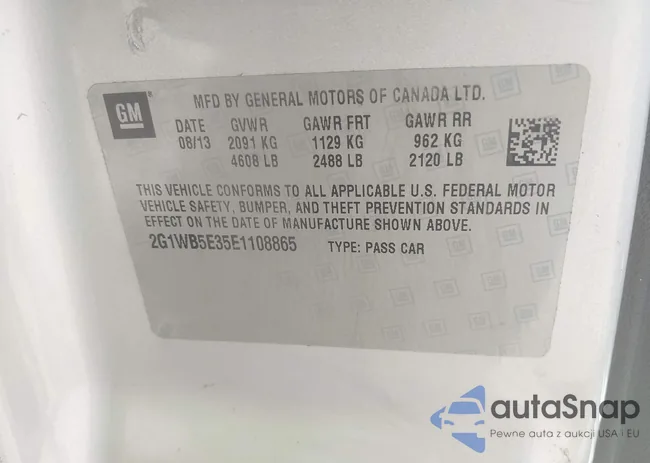 GM
MFD BY GENERAL MOTORS OF CANADA LTD.
DATE GVWR GAWR FRT GAWR RR
08/13 2091 KG 1129 KG 962 KG
4608 LB 2488 LB 2120 LB
THIS VEHICLE CONFORMS TO ALL APPLICABLE U.S. FEDERAL MOTOR
VEHICLE SAFETY, BUMPER, AND THEFT PREVENTION STANDARDS IN
EFFECT ON THE DATE OF MANUFACTURE SHOWN ABOVE.
2G1WB5E35E1108865 TYPE: PASS CAR
autaSnap
Pewne auta z aukcji USA i EU